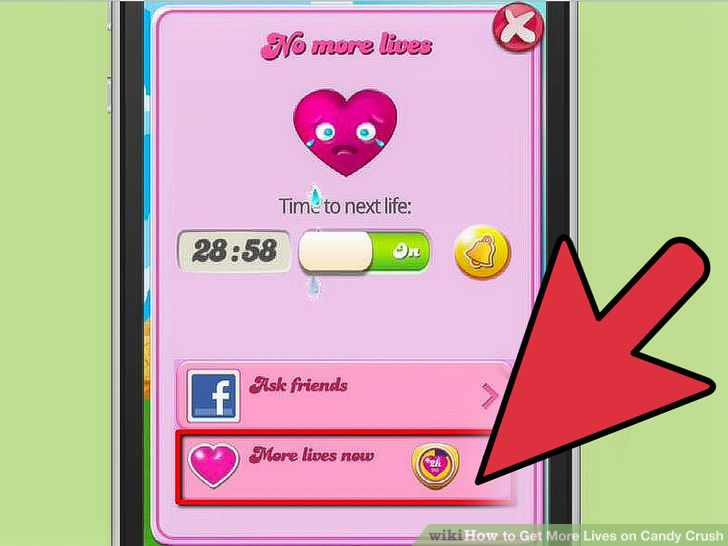 No more lives
Time to next life:
28:58
On
f
Ask friends
More lives now
2h
wikiHow to Get More Lives on Candy Crush